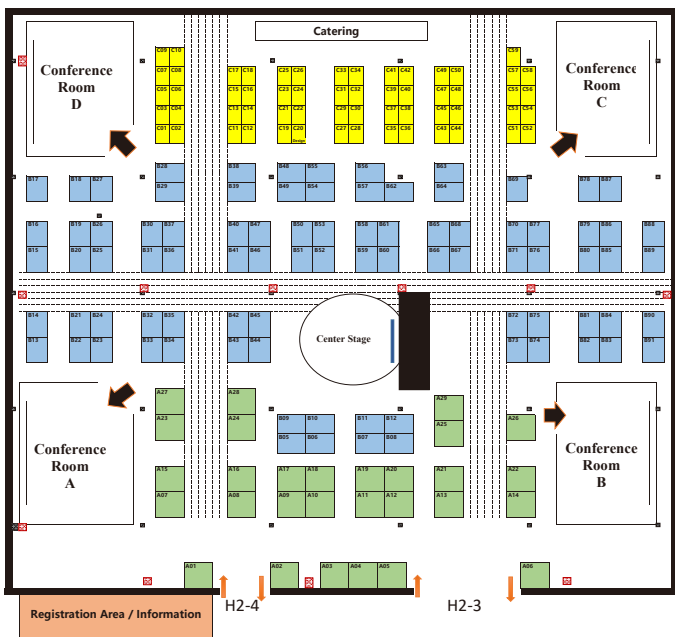 Catering
Conference
Room
D
Conference
Room
C
C09 C10
C07 C08
C05 C06
C03 C04
C01 C02
C17 C18
C15 C16
C13 C14
C11 C12
C25 C26
C23 C24
C21 C22
C19 C20
C33 C34
C31 C32
C29 C30
C27 C28
C41 C42
C39 C40
C37 C38
C35 C36
C49 C50
C47 C48
C45 C46
C43 C44
C59
C57 C58
C55 C56
C53 C54
C51 C52
B17
B18 B27
B28
B29
B38
B39
B48 B55
B49 B54
B56
B57 B62
B63
B64
B69
B78 B87
B16
B15
B19 B26
B20 B25
B30 B37
B31 B36
B40 B47
B41 B46
B50 B53
B51 B52
B58 B61
B59 B60
B65 B68
B66 B67
B70 B77
B71 B76
B79 B86
B80 B85
B88
B89
B14
B13
B21 B24
B22 B23
B32 B35
B33 B34
B42 B45
B43 B44
Center Stage
B72 B75
B73 B74
B81 B84
B82 B83
B90
B91
Conference
Room
A
A27
A23
A28
A24
B09 B10
B05 B06
B11 B12
B07 B08
A29
A25
A26
Conference
Room
B
A15
A07
A16
A08
A17 A18
A09 A10
A19 A20
A11 A12
A21
A13
A22
A14
A01
A02
A03 A04 A05
A06
Registration Area / Information
H2-4
H2-3